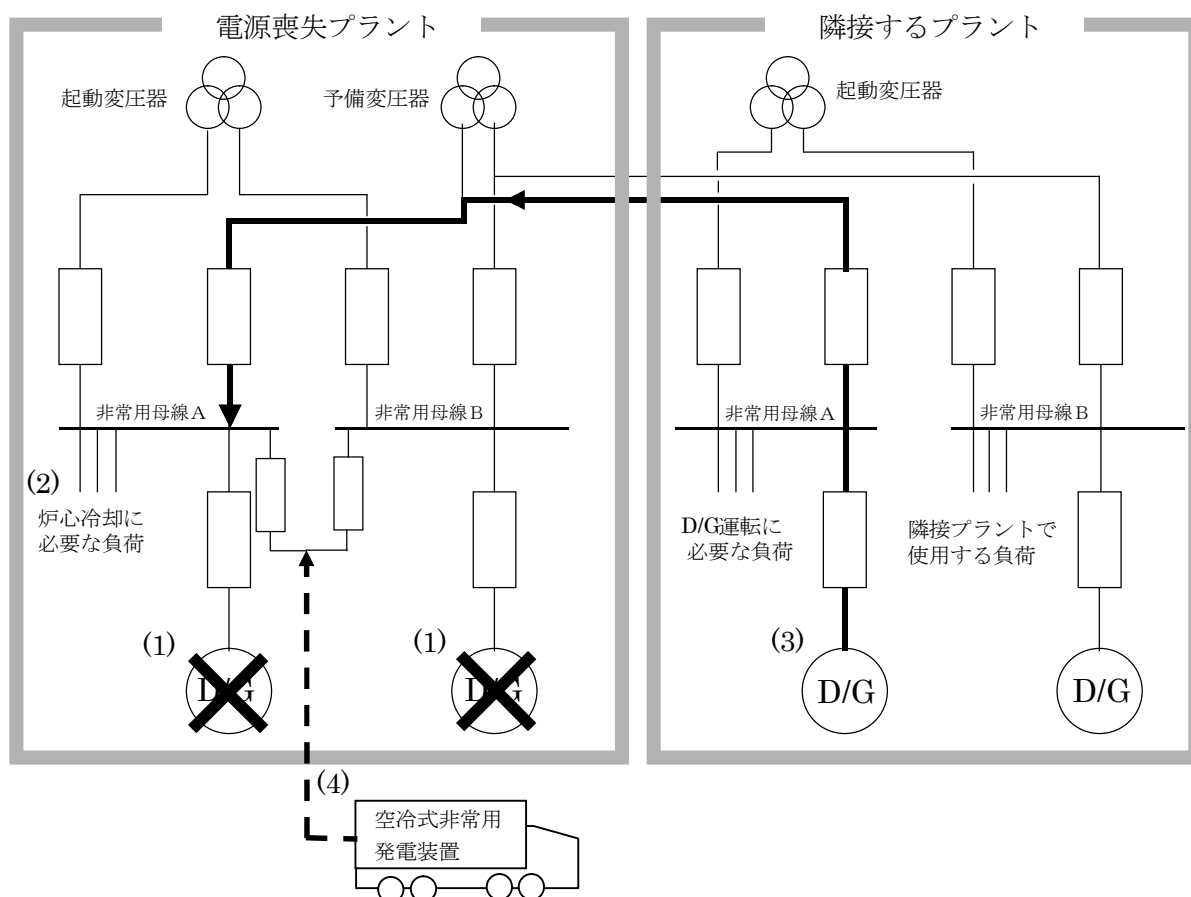 電源喪失プラント
隣接するプラント
起動変圧器
予備変圧器
起動変圧器
非常用母線A
非常用母線B
非常用母線A
非常用母線B
(2)
炉心冷却に
必要な負荷
D/G運転に
必要な負荷
隣接プラントで
使用する負荷
(1)
(1)
(3)
D/G
D/G
D/G
D/G
(4)
空冷式非常用
発電装置